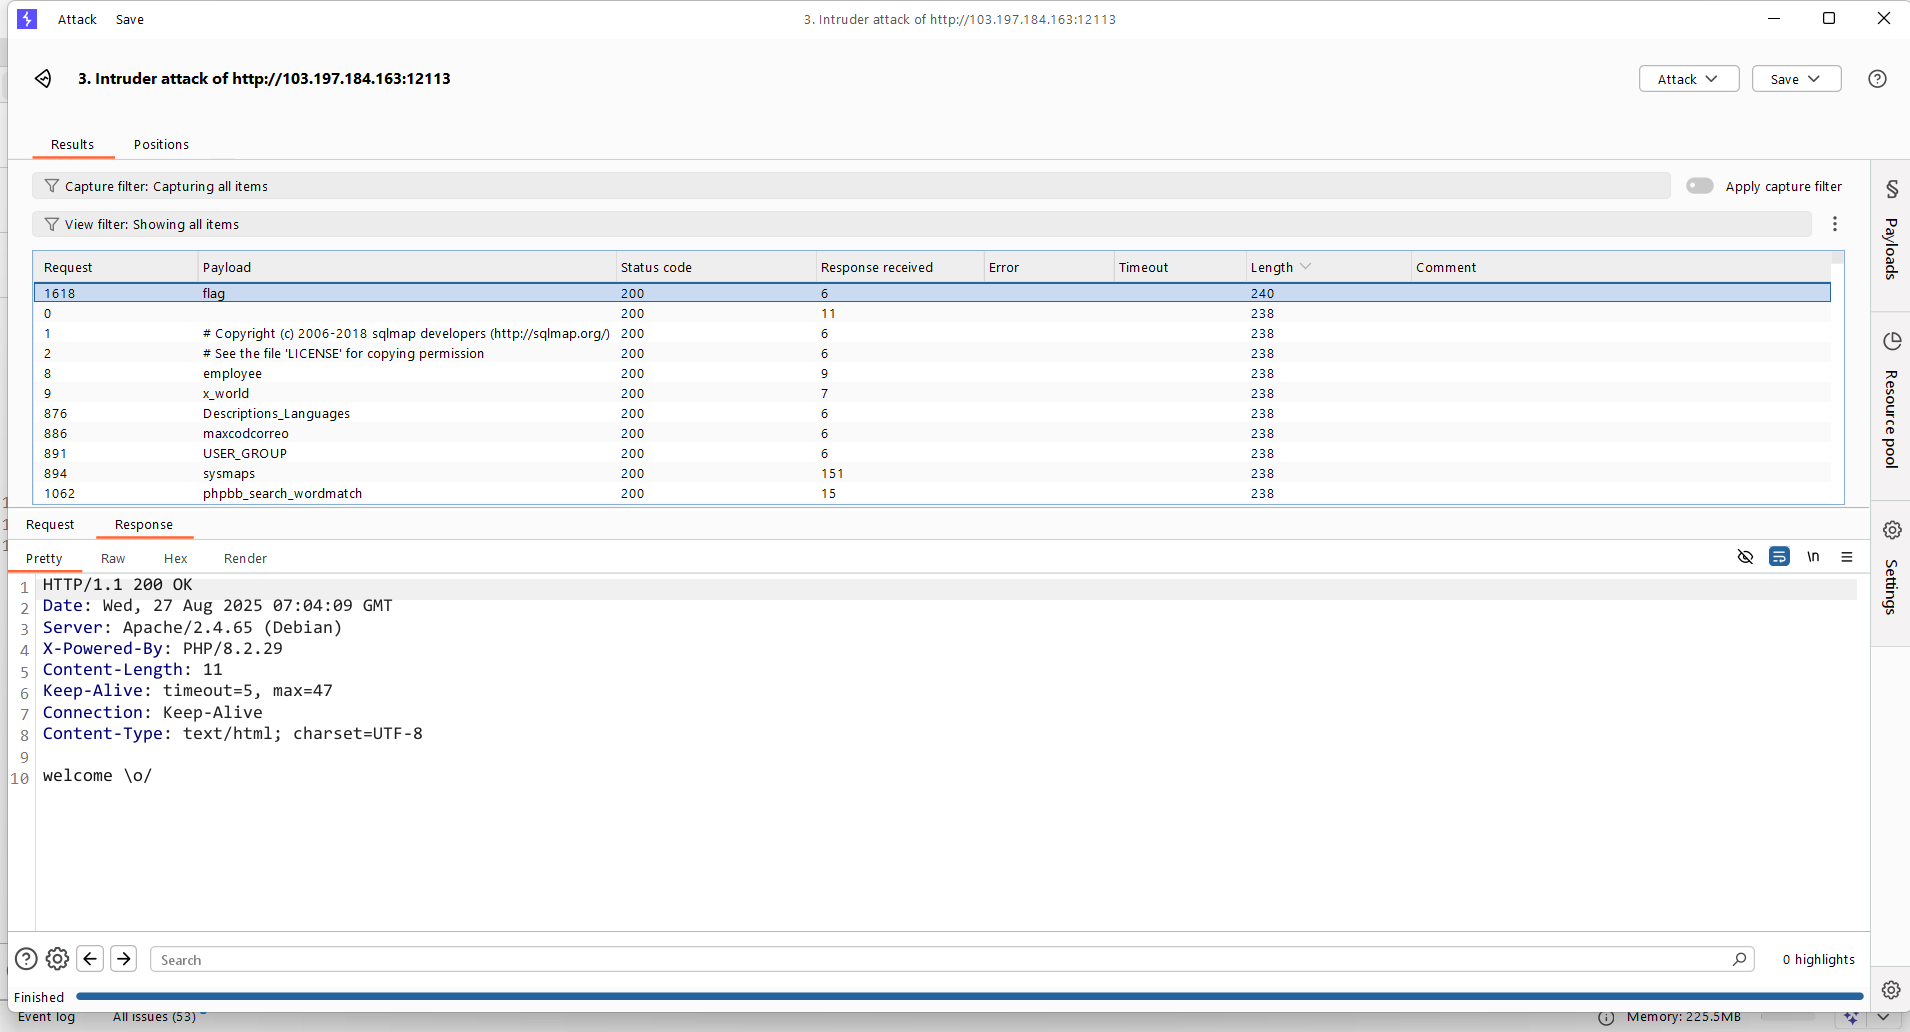 Attack Save 3. Intruder attack of http://103.197.184.163:12113
3. Intruder attack of http://103.197.184.163:12113 Attack Save
Results Positions
Capture filter: Capturing all items Apply capture filter
View filter: Showing all items
Request Payload Status code Response received Error Timeout Length Comment
1618 flag 200 6 240
0 200 11 238
1 # Copyright (c) 2006-2018 sqlmap developers (http://sqlmap.org/) 200 6 238
2 # See the file 'LICENSE' for copying permission 200 6 238
8 employee 200 9 238
9 x_world 200 7 238
876 Descriptions_Languages 200 6 238
886 maxcodcorreo 200 6 238
891 USER_GROUP 200 6 238
894 sysmaps 200 151 238
1062 phpbb_search_wordmatch 200 15 238
Payloads
Resource pool
Settings
Request Response
Pretty Raw Hex Render \n
1 HTTP/1.1 200 OK
2 Date: Wed, 27 Aug 2025 07:04:09 GMT
3 Server: Apache/2.4.65 (Debian)
4 X-Powered-By: PHP/8.2.29
5 Content-Length: 11
6 Keep-Alive: timeout=5, max=47
7 Connection: Keep-Alive
8 Content-Type: text/html; charset=UTF-8
9
10 welcome \o/
Search 0 highlights
Finished
Event log All issues (53) Memory: 225.5MB